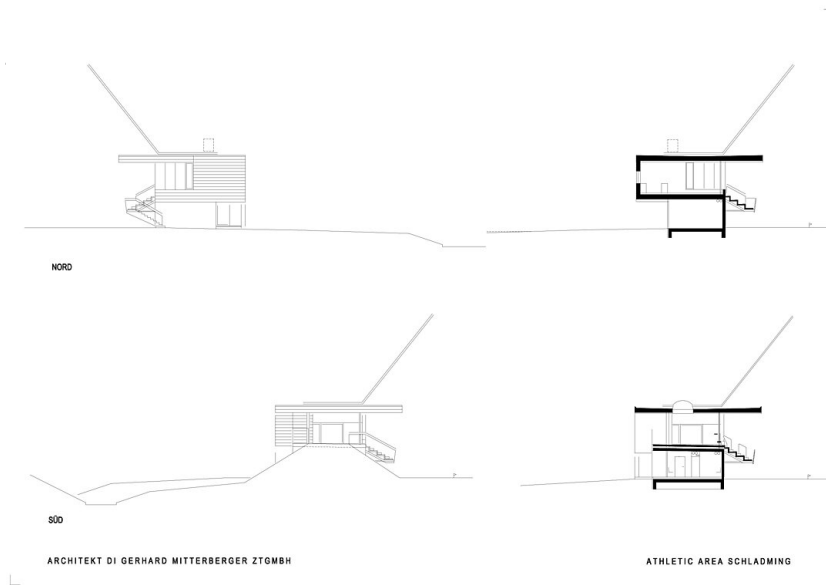 NORD
SÜD
ARCHITEKT DI GERHARD MITTERBERGER ZTGMBH
ATHLETIC AREA SCHLADMING